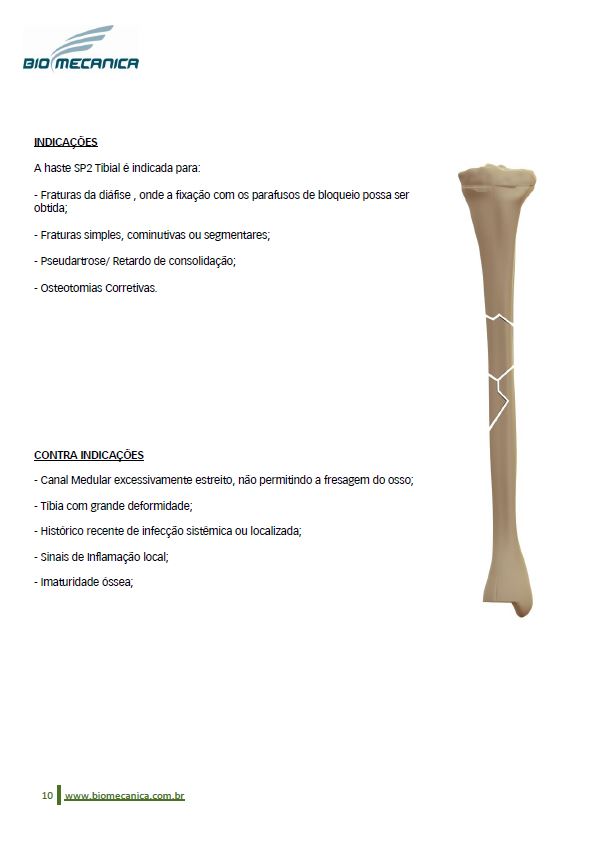 BIOMECANICA
INDICAÇÕES
A haste SP2 Tibial é indicada para:
- Fraturas da diáfise , onde a fixação com os parafusos de bloqueio possa ser
obtida;
- Fraturas simples, cominutivas ou segmentares;
- Pseudartrose/ Retardo de consolidação;
- Osteotomias Corretivas.
CONTRA INDICAÇÕES
- Canal Medular excessivamente estreito, não permitindo a fresagem do osso;
- Tíbia com grande deformidade;
- Histórico recente de infecção sistêmica ou localizada;
- Sinais de Inflamação local;
- Imaturidade óssea;
10 www.biomecanica.com.br